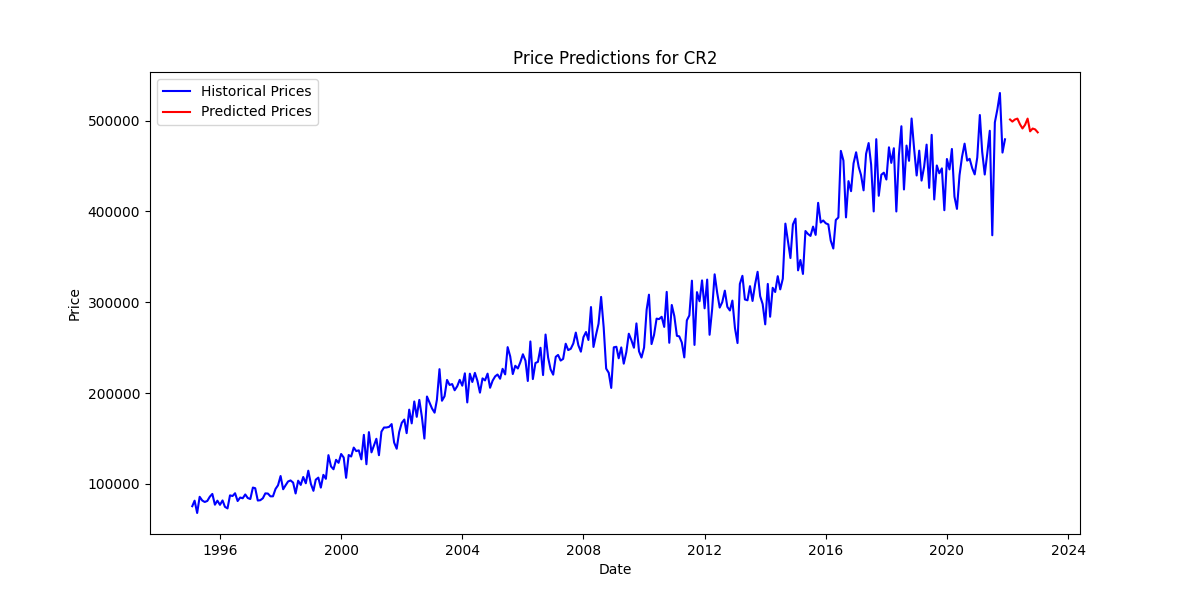 Price Predictions for CR2
Historical Prices
Predicted Prices
500000
400000
300000
200000
100000
Price
1996 2000 2004 2008 2012 2016 2020 2024
Date